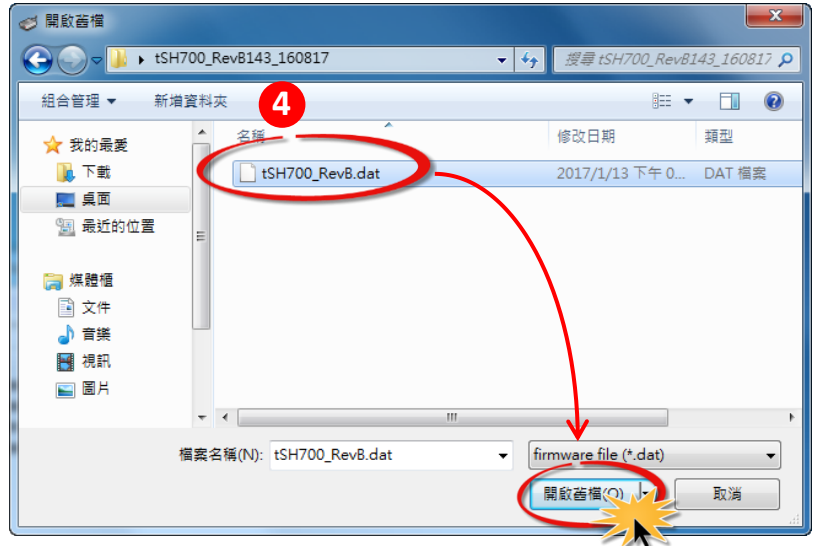 開啟舊檔
tSH700_RevB143_160817
搜尋 tSH700_RevB143_160817
組合管理
新增資料夾
4
名稱
修改日期
類型
我的最愛
下載
桌面
最近的位置
媒體櫃
文件
音樂
視訊
圖片
tSH700_RevB.dat
2017/1/13 下午 0...
DAT 檔案
檔案名稱(N):
tSH700_RevB.dat
firmware file (*.dat)
開啟舊檔(O)
取消